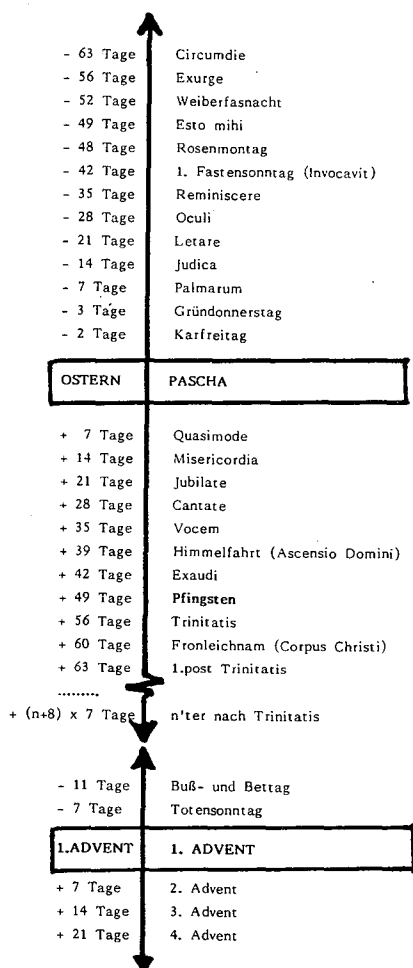 - 63 Tage Circumdie
- 56 Tage Exurge
- 52 Tage Weiberfasnacht
- 49 Tage Esto mihi
- 48 Tage Rosenmontag
- 42 Tage 1. Fastensonntag (Invocavit)
- 35 Tage Reminiscere
- 28 Tage Oculi
- 21 Tage Letare
- 14 Tage Judica
- 7 Tage Palmarum
- 3 Tage Gründonnerstag
- 2 Tage Karfreitag
OSTERN PASCHA
+ 7 Tage Quasimode
+ 14 Tage Misericordia
+ 21 Tage Jubilate
+ 28 Tage Cantate
+ 35 Tage Vocem
+ 39 Tage Himmelfahrt (Ascensio Domini)
+ 42 Tage Exaudi
+ 49 Tage Pfingsten
+ 56 Tage Trinitatis
+ 60 Tage Fronleichnam (Corpus Christi)
+ 63 Tage 1.post Trinitatis
.........
+ (n+8) x 7 Tage n'ter nach Trinitatis
- 11 Tage Buß- und Bettag
- 7 Tage Totensonntag
1.ADVENT 1. ADVENT
+ 7 Tage 2. Advent
+ 14 Tage 3. Advent
+ 21 Tage 4. Advent